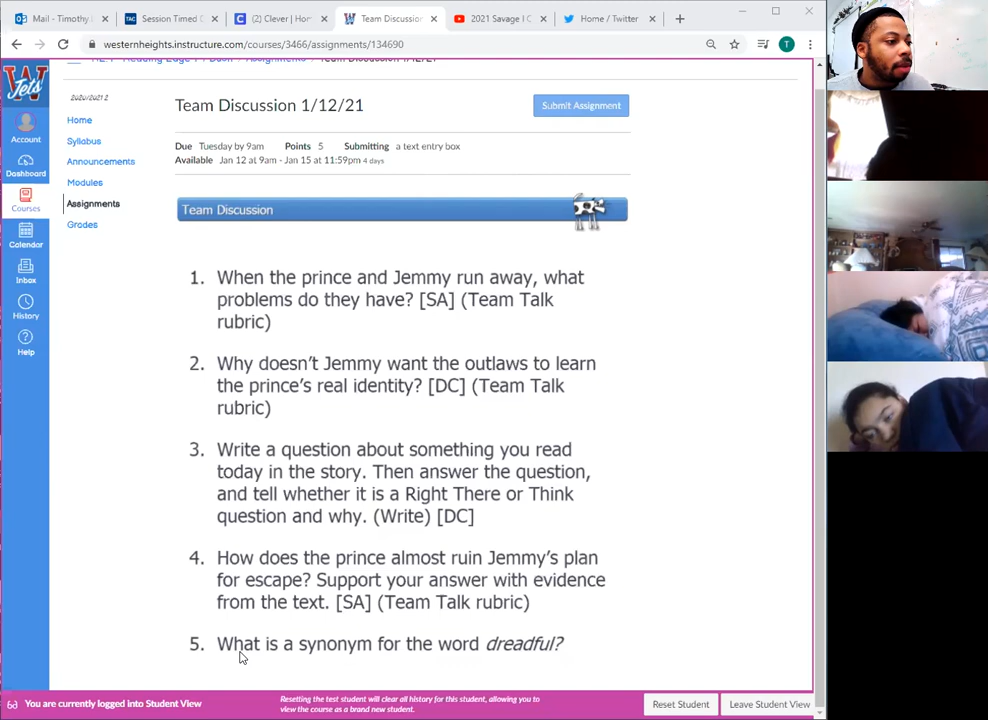 Mail - Timothy
Session Timed
(2) Clever | Ho
Team Discussion
2021 Savage I C
Home / Twitter
westernheights.instructure.com/courses/3466/assignments/134690
T
W
Jets
Account
Dashboard
Courses
Calendar
Inbox
History
Help
2020/2021 2
Home
Syllabus
Announcements
Modules
Assignments
Grades
Team Discussion 1/12/21
Submit Assignment
Due Tuesday by 9am Points 5 Submitting a text entry box
Available Jan 12 at 9am - Jan 15 at 11:59pm 4 days
Team Discussion
1. When the prince and Jemmy run away, what
problems do they have? [SA] (Team Talk
rubric)
2. Why doesn't Jemmy want the outlaws to learn
the prince's real identity? [DC] (Team Talk
rubric)
3. Write a question about something you read
today in the story. Then answer the question,
and tell whether it is a Right There or Think
question and why. (Write) [DC]
4. How does the prince almost ruin Jemmy's plan
for escape? Support your answer with evidence
from the text. [SA] (Team Talk rubric)
5. What is a synonym for the word dreadful?
You are currently logged into Student View
Resetting the test student will clear all history for this student, allowing you to
view the course as a brand new student.
Reset Student
Leave Student View